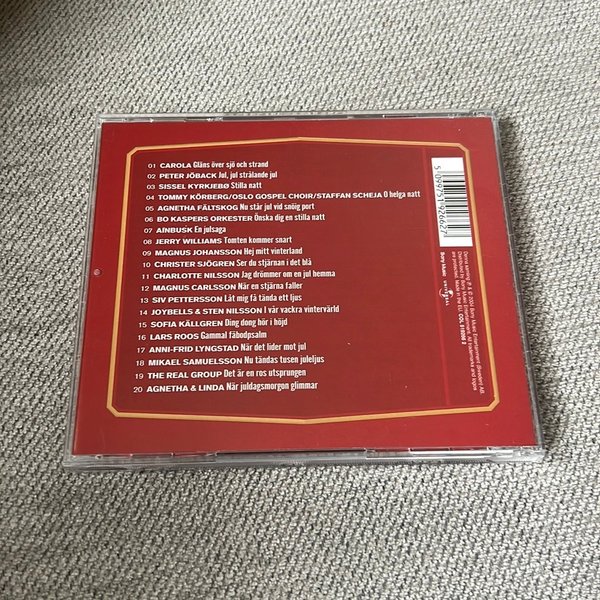 01 CAROLA Gläns över sjö och strand
02 PETER JÖBACK Jul, jul strålande jul
03 SISSEL KYRKJEBØ Stilla natt
04 TOMMY KÖRBERG/OSLO GOSPEL CHOIR/STAFFAN SCHEJA O helga natt
05 AGNETHA FÄLTSKOG Nu står jul vid snöig port
06 BO KASPERS ORKESTER Önska dig en stilla natt
07 AINBUSK En julsaga
08 JERRY WILLIAMS Tomten kommer snart
09 MAGNUS JOHANSSON Hej mitt vinterland
10 CHRISTER SJÖGREN Ser du stjärnan i det blå
11 CHARLOTTE NILSSON Jag drömmer om en jul hemma
12 MAGNUS CARLSSON När en stjärna faller
13 SIV PETTERSSON Låt mig få tända ett ljus
14 JOYBELLS & STEN NILSSON I vår vackra vintervärld
15 SOFIA KÄLLGREN Ding dong hör i höjd
16 LARS ROOS Gammal fäbodpsalm
17 ANNI-FRID LYNGSTAD När det lider mot jul
18 MIKAEL SAMUELSSON Nu tändas tusen juleljus
19 THE REAL GROUP Det är en ros utsprungen
20 AGNETHA & LINDA När juldagsmorgon glimmar
5 099751 926627
Sony Music
UNIVERSAL